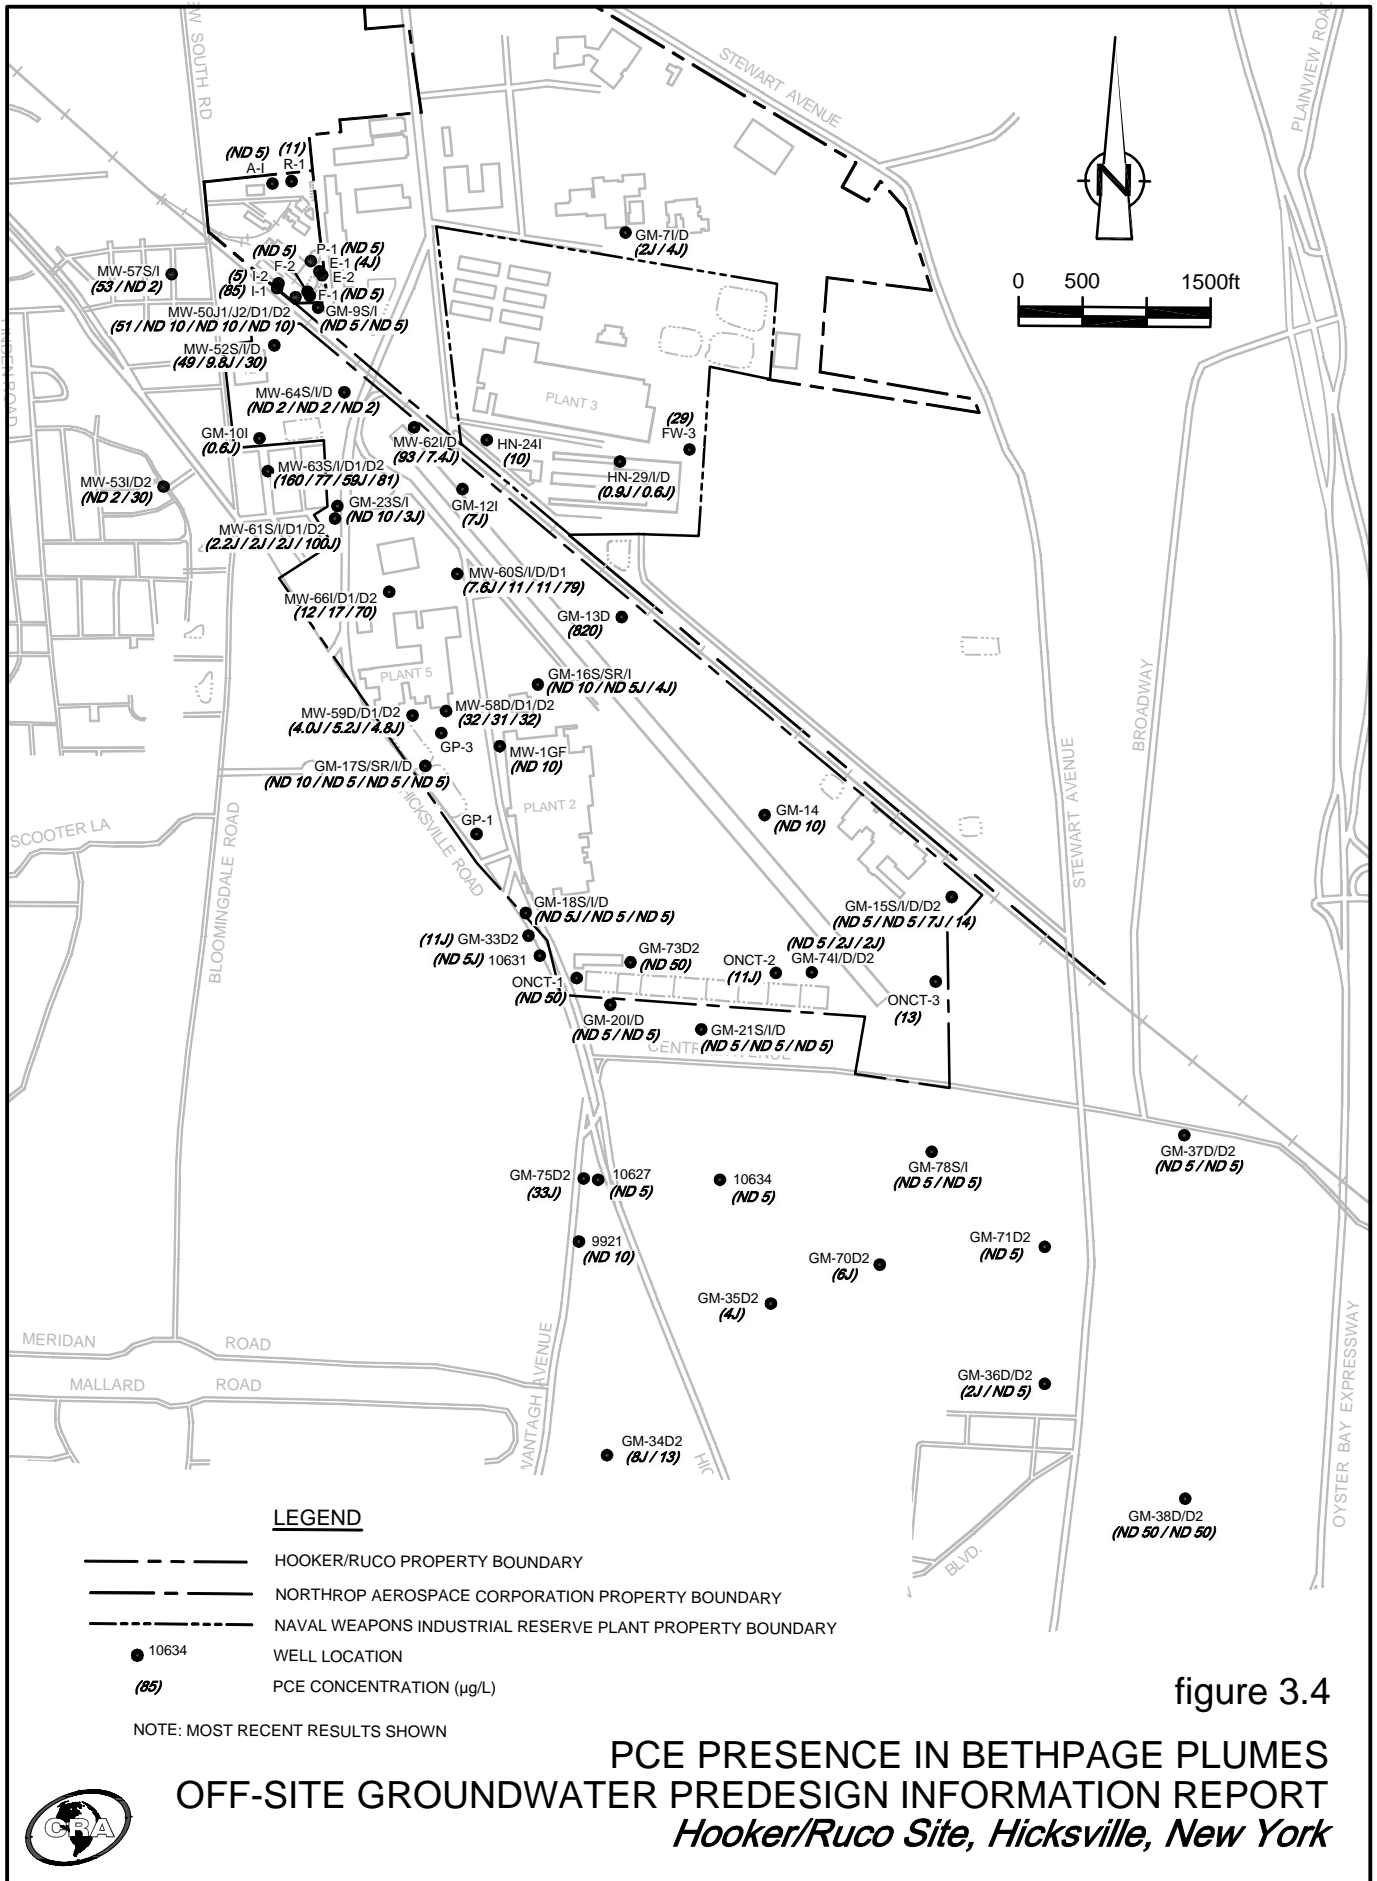 STEWART AVENUE
PLAINVIEW
(ND 5) (11)
A-I R-1
P-1 (ND 5)
(ND 5)
F-2
E-1 (4J)
E-2
(5) I-2
(85) I-1
F-1 (ND 5)
MW-57S/I
(53 / ND 2)
GM-7I/D
(2J / 4J)
0 500 1500ft
N
MW-50J1/J2/D1/D2
(51 / ND 10 / ND 10 / ND 10)
GM-9S/I
(ND 5 / ND 5)
MW-52S/I/D
(49 / 9.8J / 30)
MW-64S/I/D
(ND 2 / ND 2 / ND 2)
PLANT 3
(29)
FW-3
GM-10I
(0.6J)
MW-62I/D
(93 / 7.4J)
HN-24I
(10)
HN-29/I/D
(0.9J / 0.6J)
MW-63S/I/D1/D2
(160 / 77 / 59J / 81)
MW-53I/D2
(ND 2 / 30)
GM-12I
(7J)
GM-23S/I
(ND 10 / 3J)
MW-61S/I/D1/D2
(2.2J / 2J / 2J / 100J)
MW-60S/I/D/D1
(7.6J / 11 / 11 / 79)
MW-66I/D1/D2
(12 / 17 / 70)
GM-13D
(820)
PLANT 5
GM-16S/SR/I
(ND 10 / ND 5J / 4J)
MW-58D/D1/D2
(32 / 31 / 32)
MW-59D/D1/D2
(4.0J / 5.2J / 4.8J)
GP-3
MW-1GF
(ND 10)
GM-17S/SR/I/D
(ND 10 / ND 5 / ND 5 / ND 5)
BROADWAY
STEWART AVENUE
HICKSVILLE ROAD
BLOOMINGDALE ROAD
SCOOTER LA
PLANT 2
GP-1
GM-14
(ND 10)
GM-18S/I/D
(ND 5J / ND 5 / ND 5)
GM-15S/I/D/D2
(ND 5 / ND 5 / 7J / 14)
(11J) GM-33D2
(ND 5J) 10631
GM-73D2
(ND 50)
(ND 5 / 2J / 2J)
GM-74I/D/D2
ONCT-2
(11J)
ONCT-1
(ND 50)
ONCT-3
(13)
GM-20I/D
(ND 5 / ND 5)
GM-21S/I/D
(ND 5 / ND 5 / ND 5)
GM-37D/D2
(ND 5 / ND 5)
GM-78S/I
(ND 5 / ND 5)
GM-75D2
(33J)
10627
(ND 5)
10634
(ND 5)
9921
(ND 10)
GM-71D2
(ND 5)
GM-70D2
(6J)
GM-35D2
(4J)
MERIDAN ROAD
MALLARD ROAD
OYSTER BAY EXPRESSWAY
GM-36D/D2
(2J / ND 5)
GM-34D2
(8J / 13)
GM-38D/D2
(ND 50 / ND 50)
BLVD.
LEGEND
HOOKER/RUCO PROPERTY BOUNDARY
NORTHROP AEROSPACE CORPORATION PROPERTY BOUNDARY
NAVAL WEAPONS INDUSTRIAL RESERVE PLANT PROPERTY BOUNDARY
10634 WELL LOCATION
(85) PCE CONCENTRATION (µg/L)
NOTE: MOST RECENT RESULTS SHOWN
figure 3.4
PCE PRESENCE IN BETHPAGE PLUMES
OFF-SITE GROUNDWATER PREDESIGN INFORMATION REPORT
Hooker/Ruco Site, Hicksville, New York
CRA